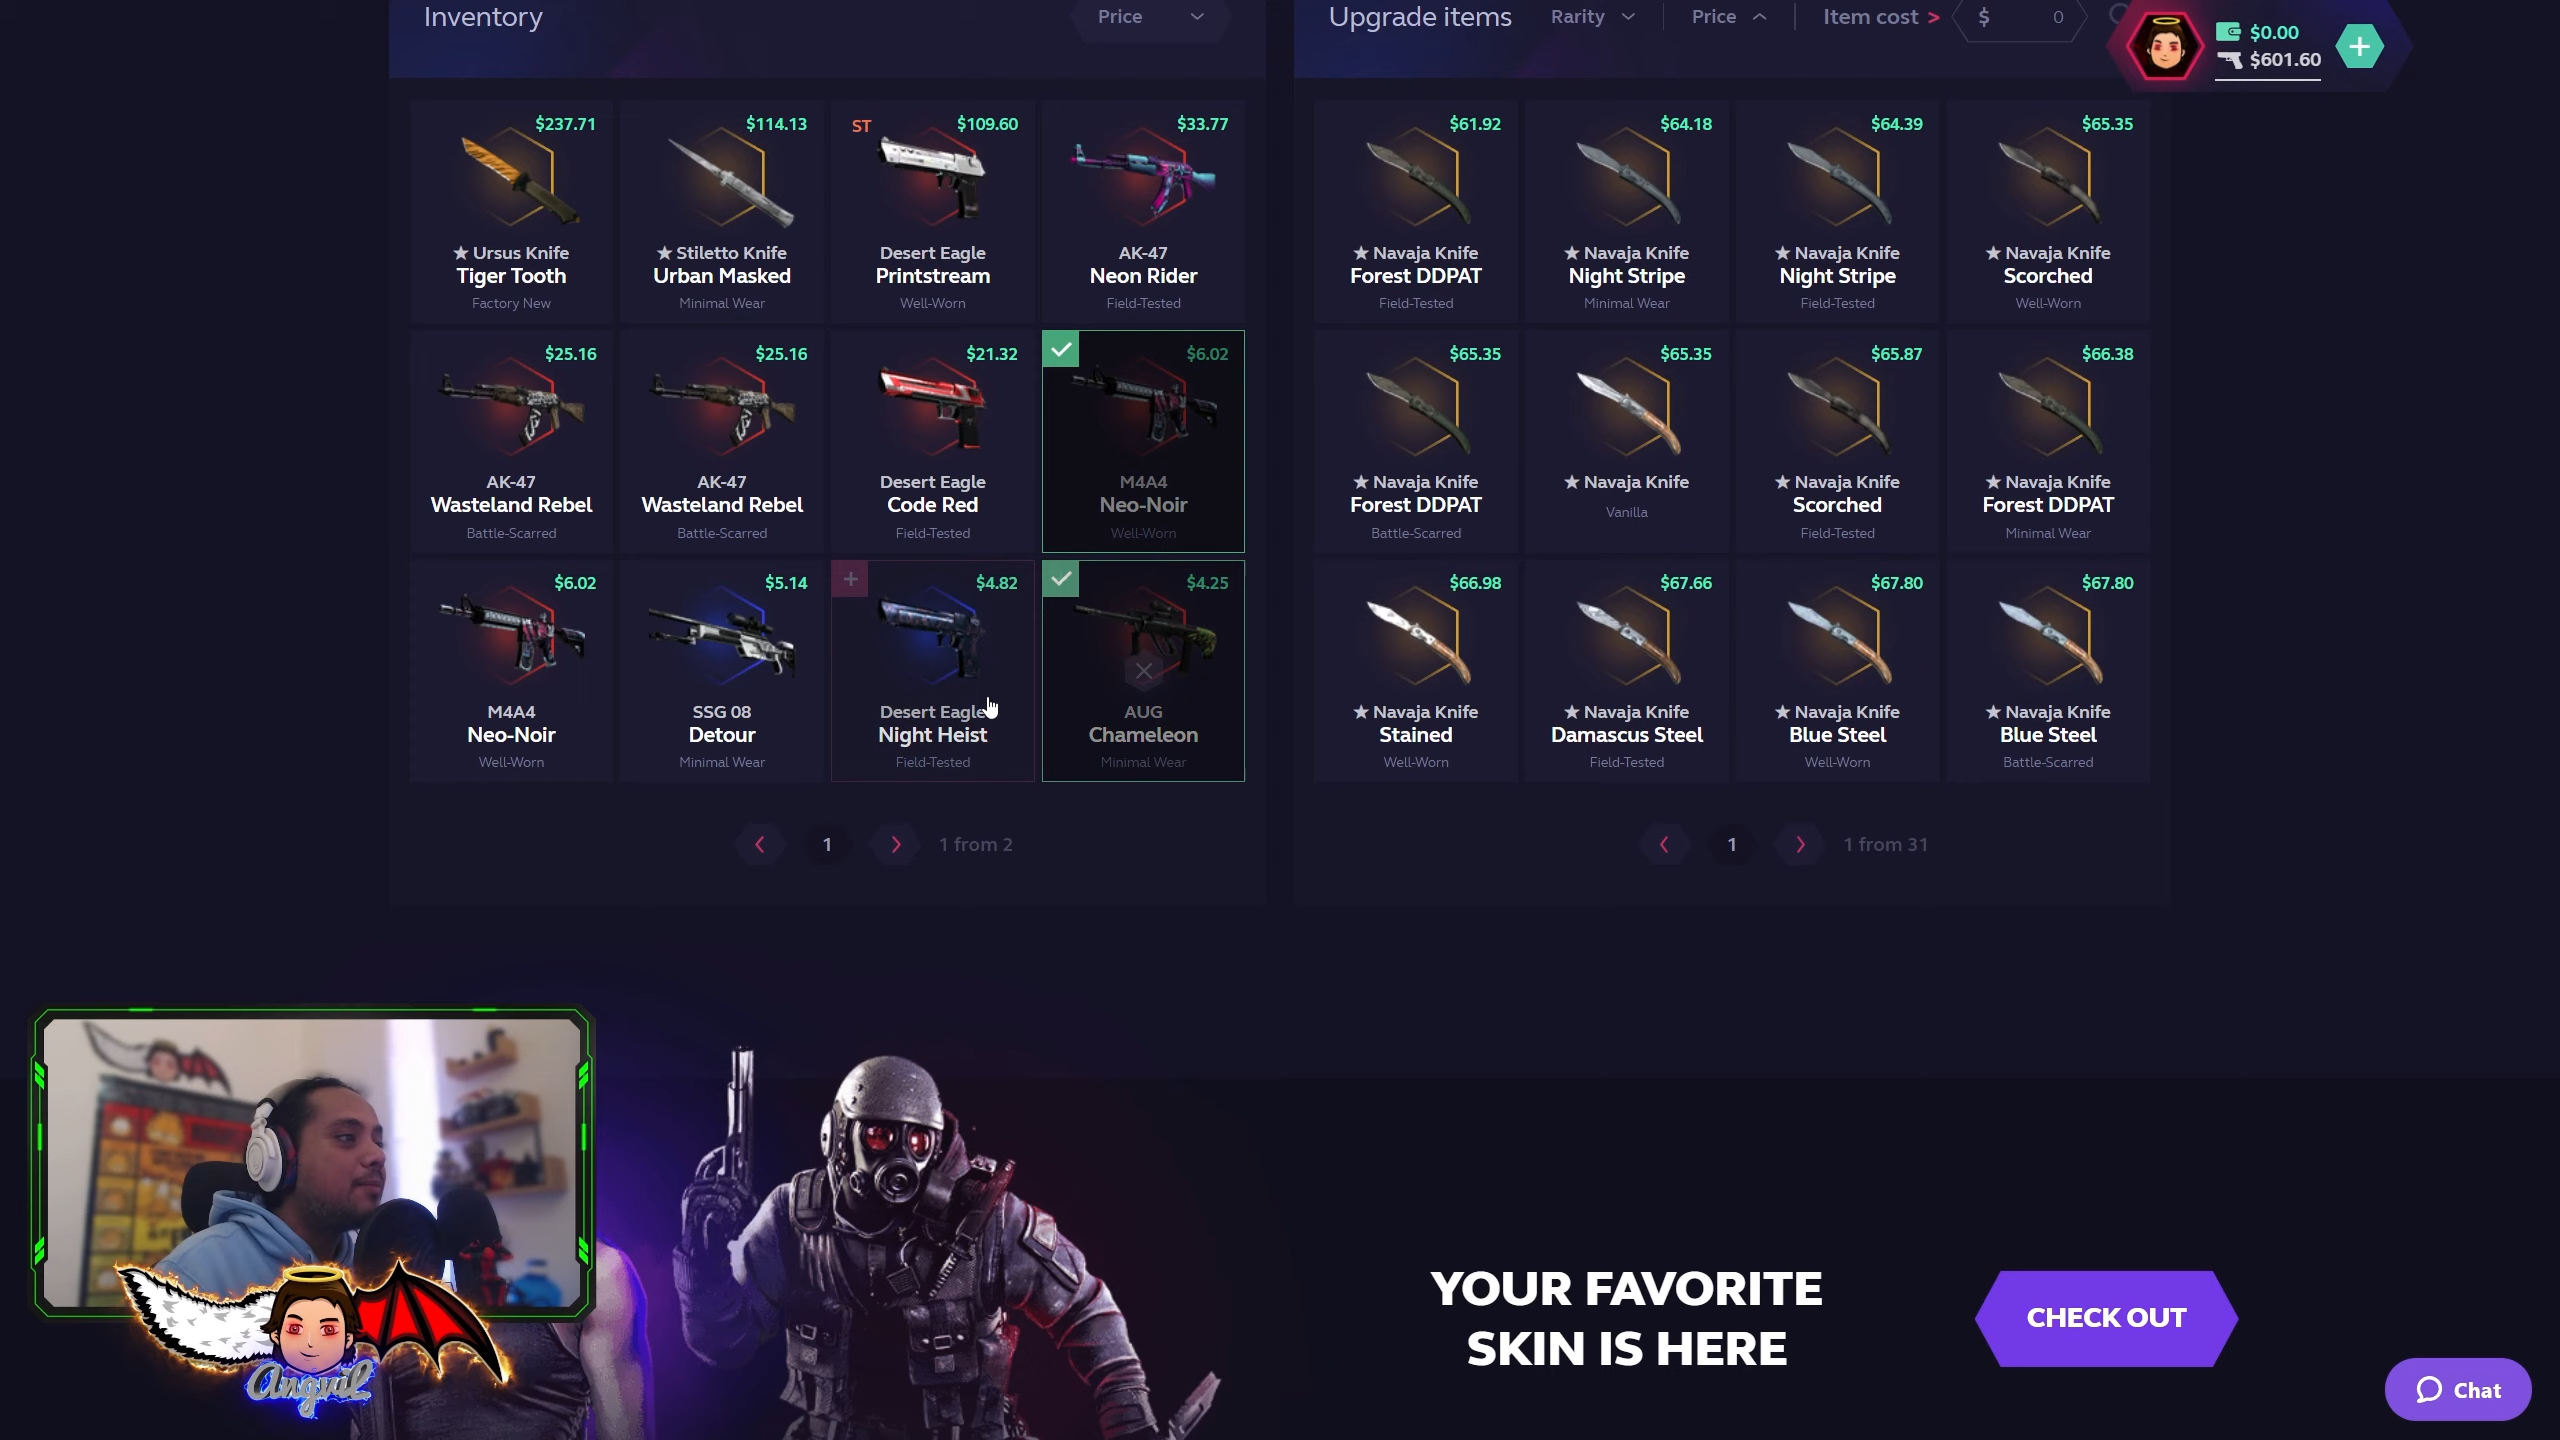 Inventory
Price
Upgrade items
Rarity
Price
Item cost >
$
0
$0.00
$601.60
$237.71
★ Ursus Knife
Tiger Tooth
Factory New
$114.13
★ Stiletto Knife
Urban Masked
Minimal Wear
ST
$109.60
Desert Eagle
Printstream
Well-Worn
$33.77
AK-47
Neon Rider
Field-Tested
$25.16
AK-47
Wasteland Rebel
Battle-Scarred
$25.16
AK-47
Wasteland Rebel
Battle-Scarred
$21.32
Desert Eagle
Code Red
Field-Tested
$6.02
M4A4
Neo-Noir
Well-Worn
$6.02
M4A4
Neo-Noir
Well-Worn
$5.14
SSG 08
Detour
Minimal Wear
$4.82
Desert Eagle
Night Heist
Field-Tested
$4.25
AUG
Chameleon
Minimal Wear
1
1 from 2
$61.92
★ Navaja Knife
Forest DDPAT
Field-Tested
$64.18
★ Navaja Knife
Night Stripe
Minimal Wear
$64.39
★ Navaja Knife
Night Stripe
Field-Tested
$65.35
★ Navaja Knife
Scorched
Well-Worn
$65.35
★ Navaja Knife
Forest DDPAT
Battle-Scarred
$65.35
★ Navaja Knife
Vanilla
$65.87
★ Navaja Knife
Scorched
Field-Tested
$66.38
★ Navaja Knife
Forest DDPAT
Minimal Wear
$66.98
★ Navaja Knife
Stained
Well-Worn
$67.66
★ Navaja Knife
Damascus Steel
Field-Tested
$67.80
★ Navaja Knife
Blue Steel
Well-Worn
$67.80
★ Navaja Knife
Blue Steel
Battle-Scarred
1
1 from 31
Angvil
YOUR FAVORITE
SKIN IS HERE
CHECK OUT
Chat